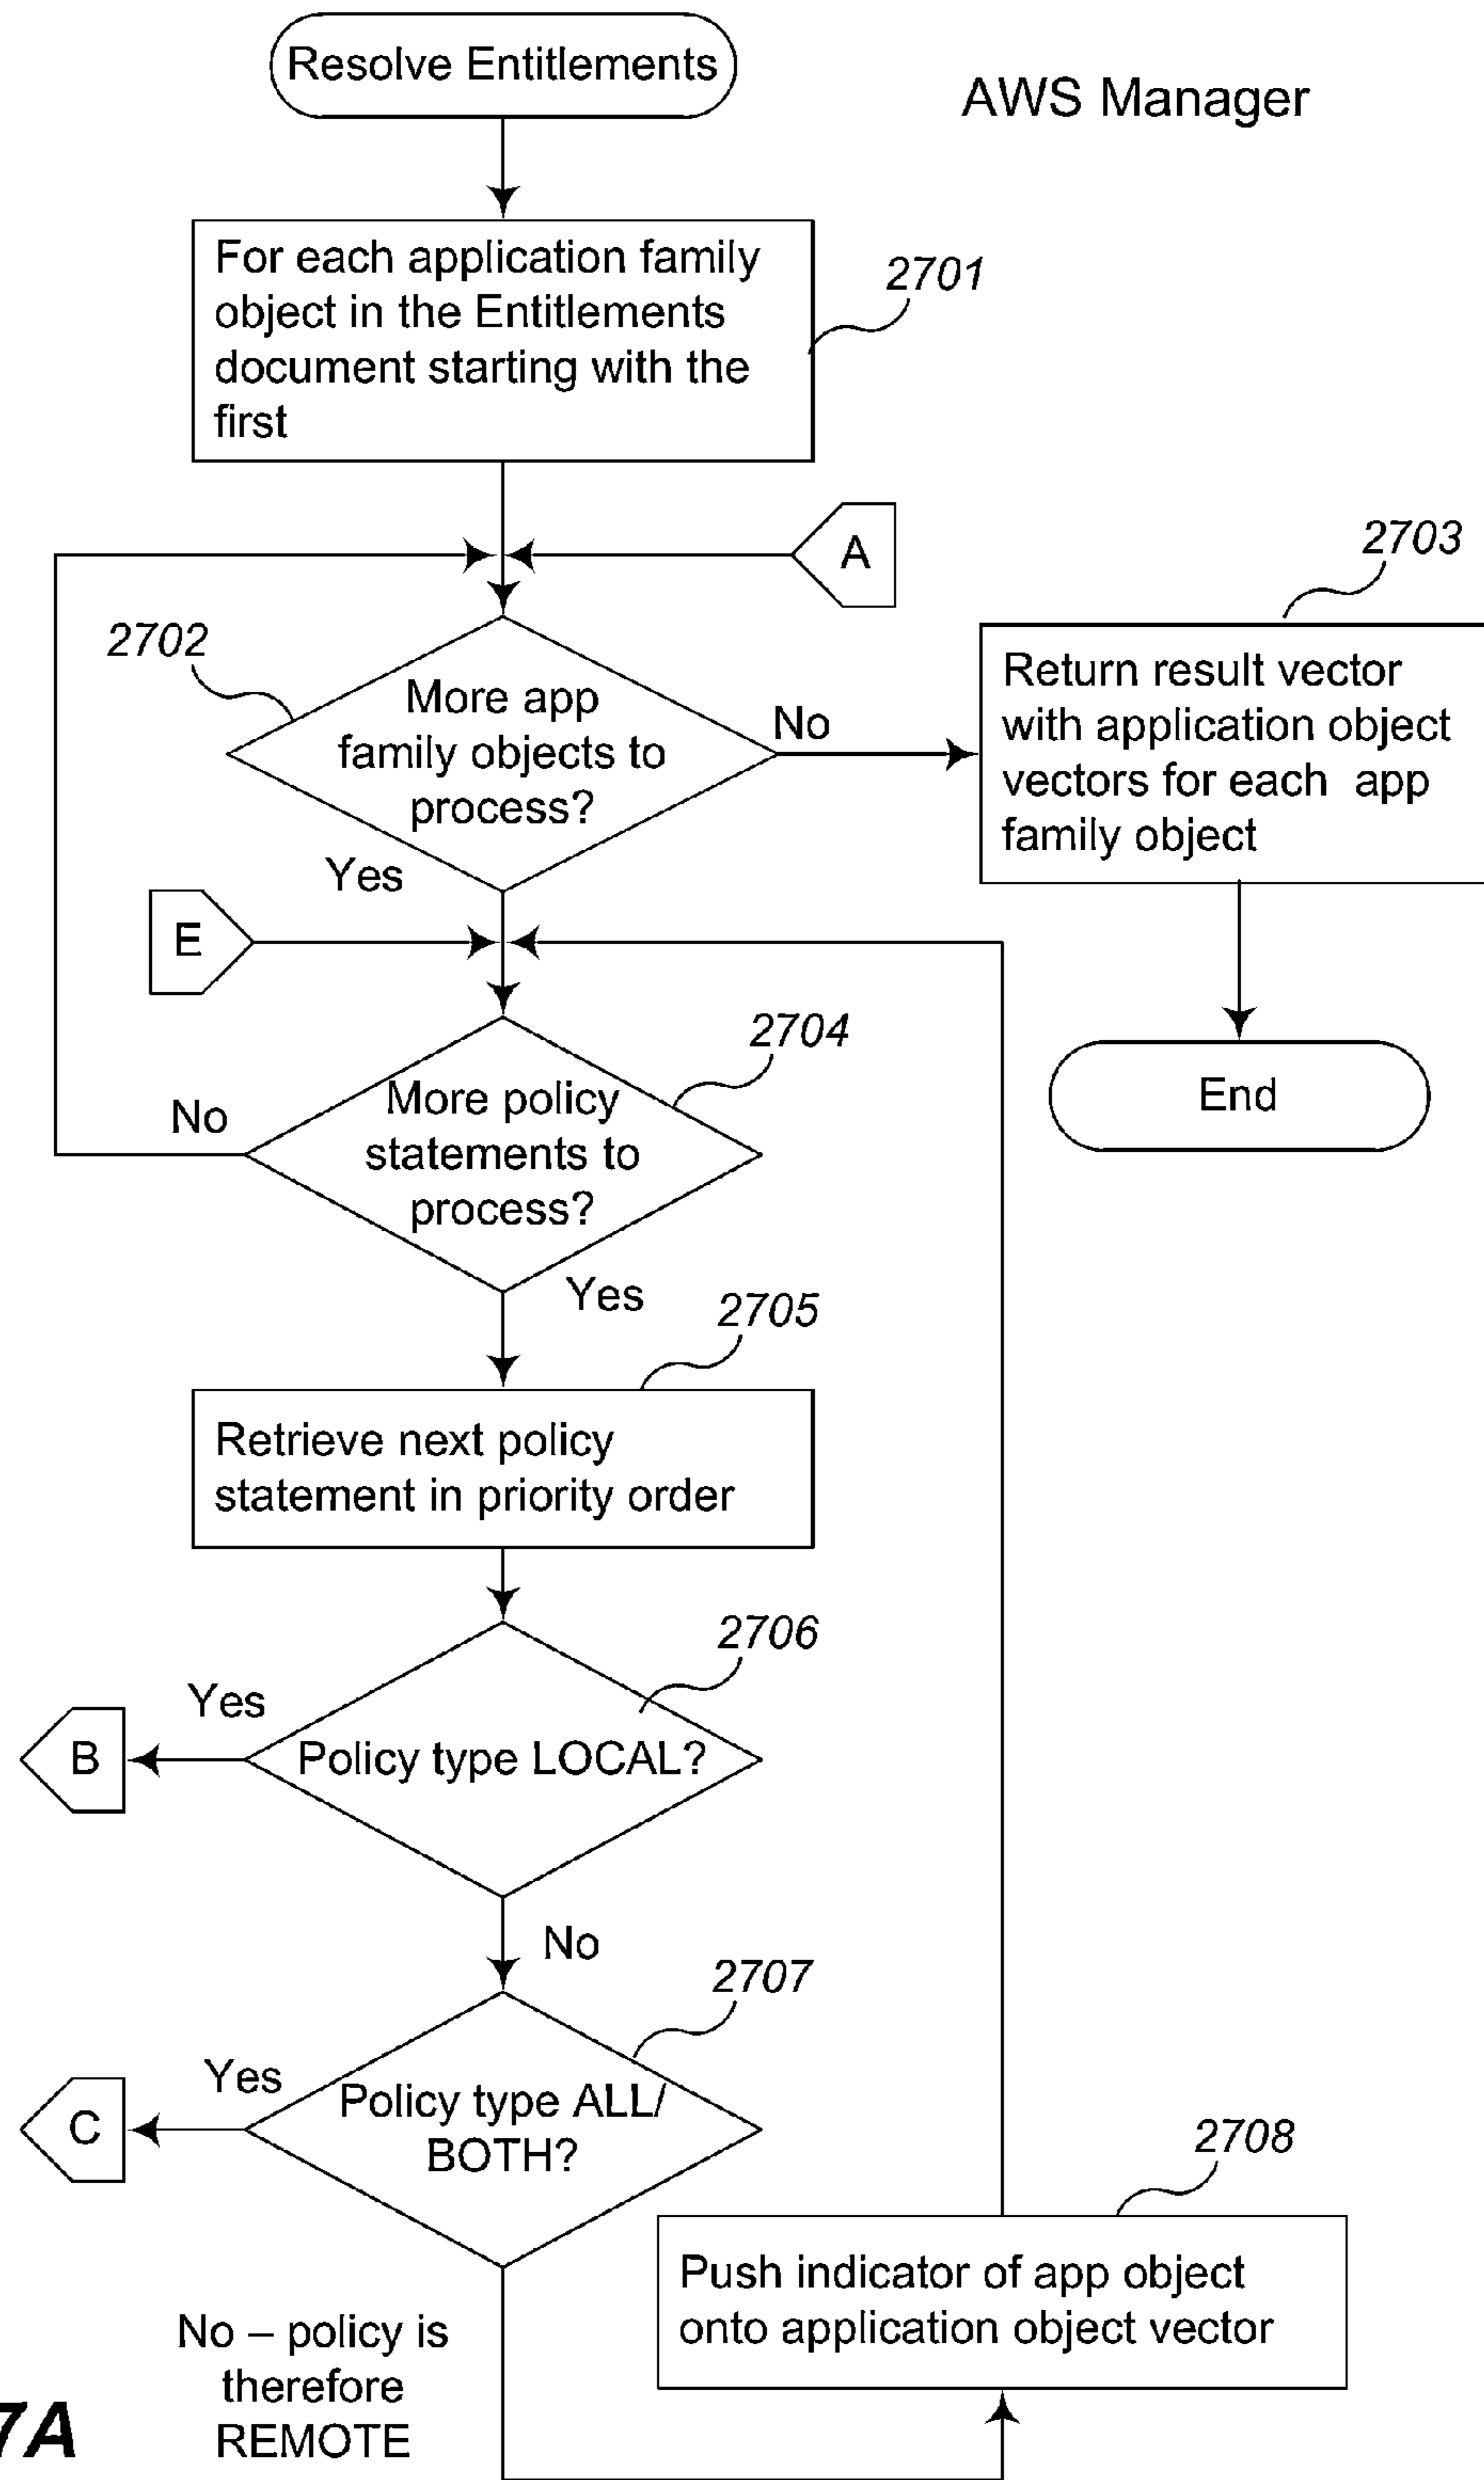 Resolve Entitlements
AWS Manager
For each application family
object in the Entitlements
document starting with the
first
2701
A
2703
2702
More app
family objects to
process?
No
Return result vector
with application object
vectors for each app
family object
Yes
E
2704
More policy
statements to
process?
No
End
Yes
2705
Retrieve next policy
statement in priority order
2706
Yes
B
Policy type LOCAL?
No
2707
Yes
C
Policy type ALL/
BOTH?
2708
Push indicator of app object
onto application object vector
No – policy is
therefore
REMOTE
7A